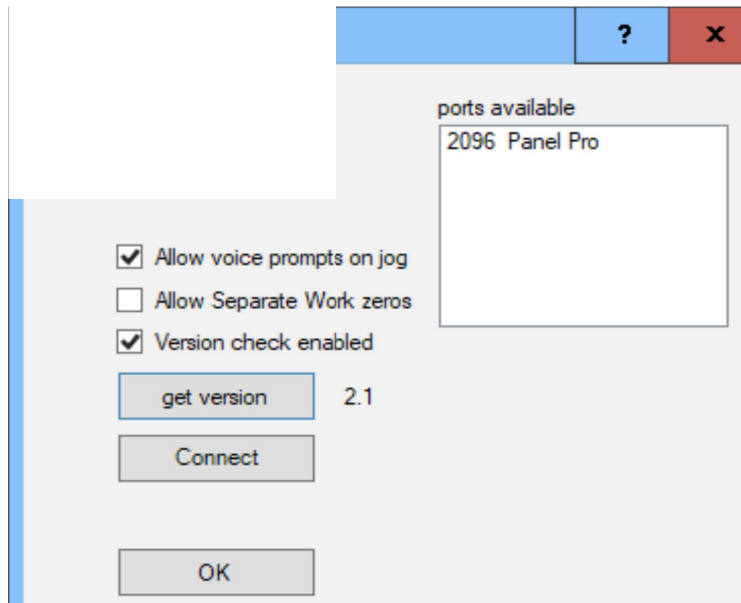 ?
x
ports available
2096 Panel Pro
Allow voice prompts on jog
Allow Separate Work zeros
Version check enabled
get version 2.1
Connect
OK